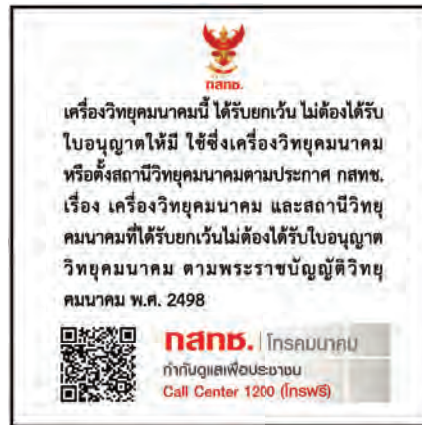 กสทช.
เครื่องวิทยุคมนาคมนี้ ได้รับยกเว้น ไม่ต้องได้รับ
ใบอนุญาตให้มี ใช้ซึ่งเครื่องวิทยุคมนาคม
หรือตั้งสถานีวิทยุคมนาคมตามประกาศ กสทช.
เรื่อง เครื่องวิทยุคมนาคม และสถานีวิทยุ
คมนาคมที่ได้รับยกเว้นไม่ต้องได้รับใบอนุญาต
วิทยุคมนาคม ตามพระราชบัญญัติวิทยุ
คมนาคม พ.ศ. 2498
กสทช. | โทรคมนาคม
กำกับดูแลเพื่อประชาชน
Call Center 1200 (โทรฟรี)